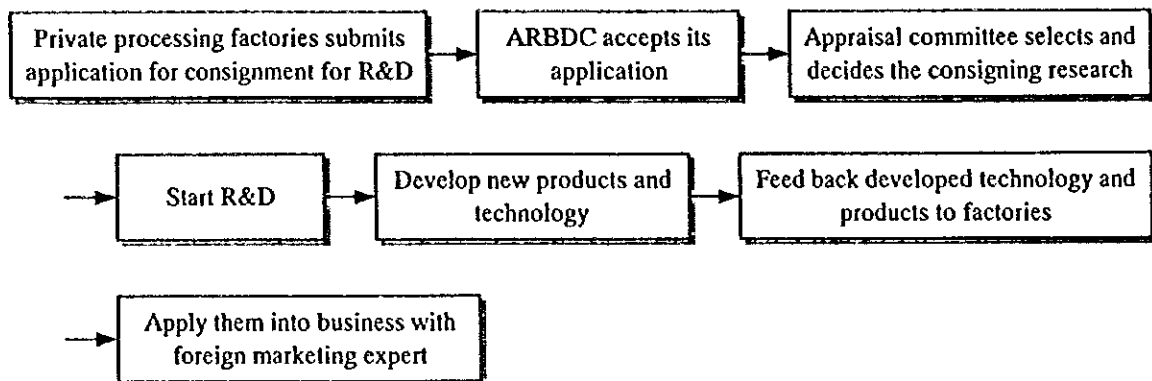 Private processing factories submits
application for consignment for R&D
ARBDC accepts its
application
Appraisal committee selects and
decides the consigning research
Start R&D
Develop new products and
technology
Feed back developed technology and
products to factories
Apply them into business with
foreign marketing expert